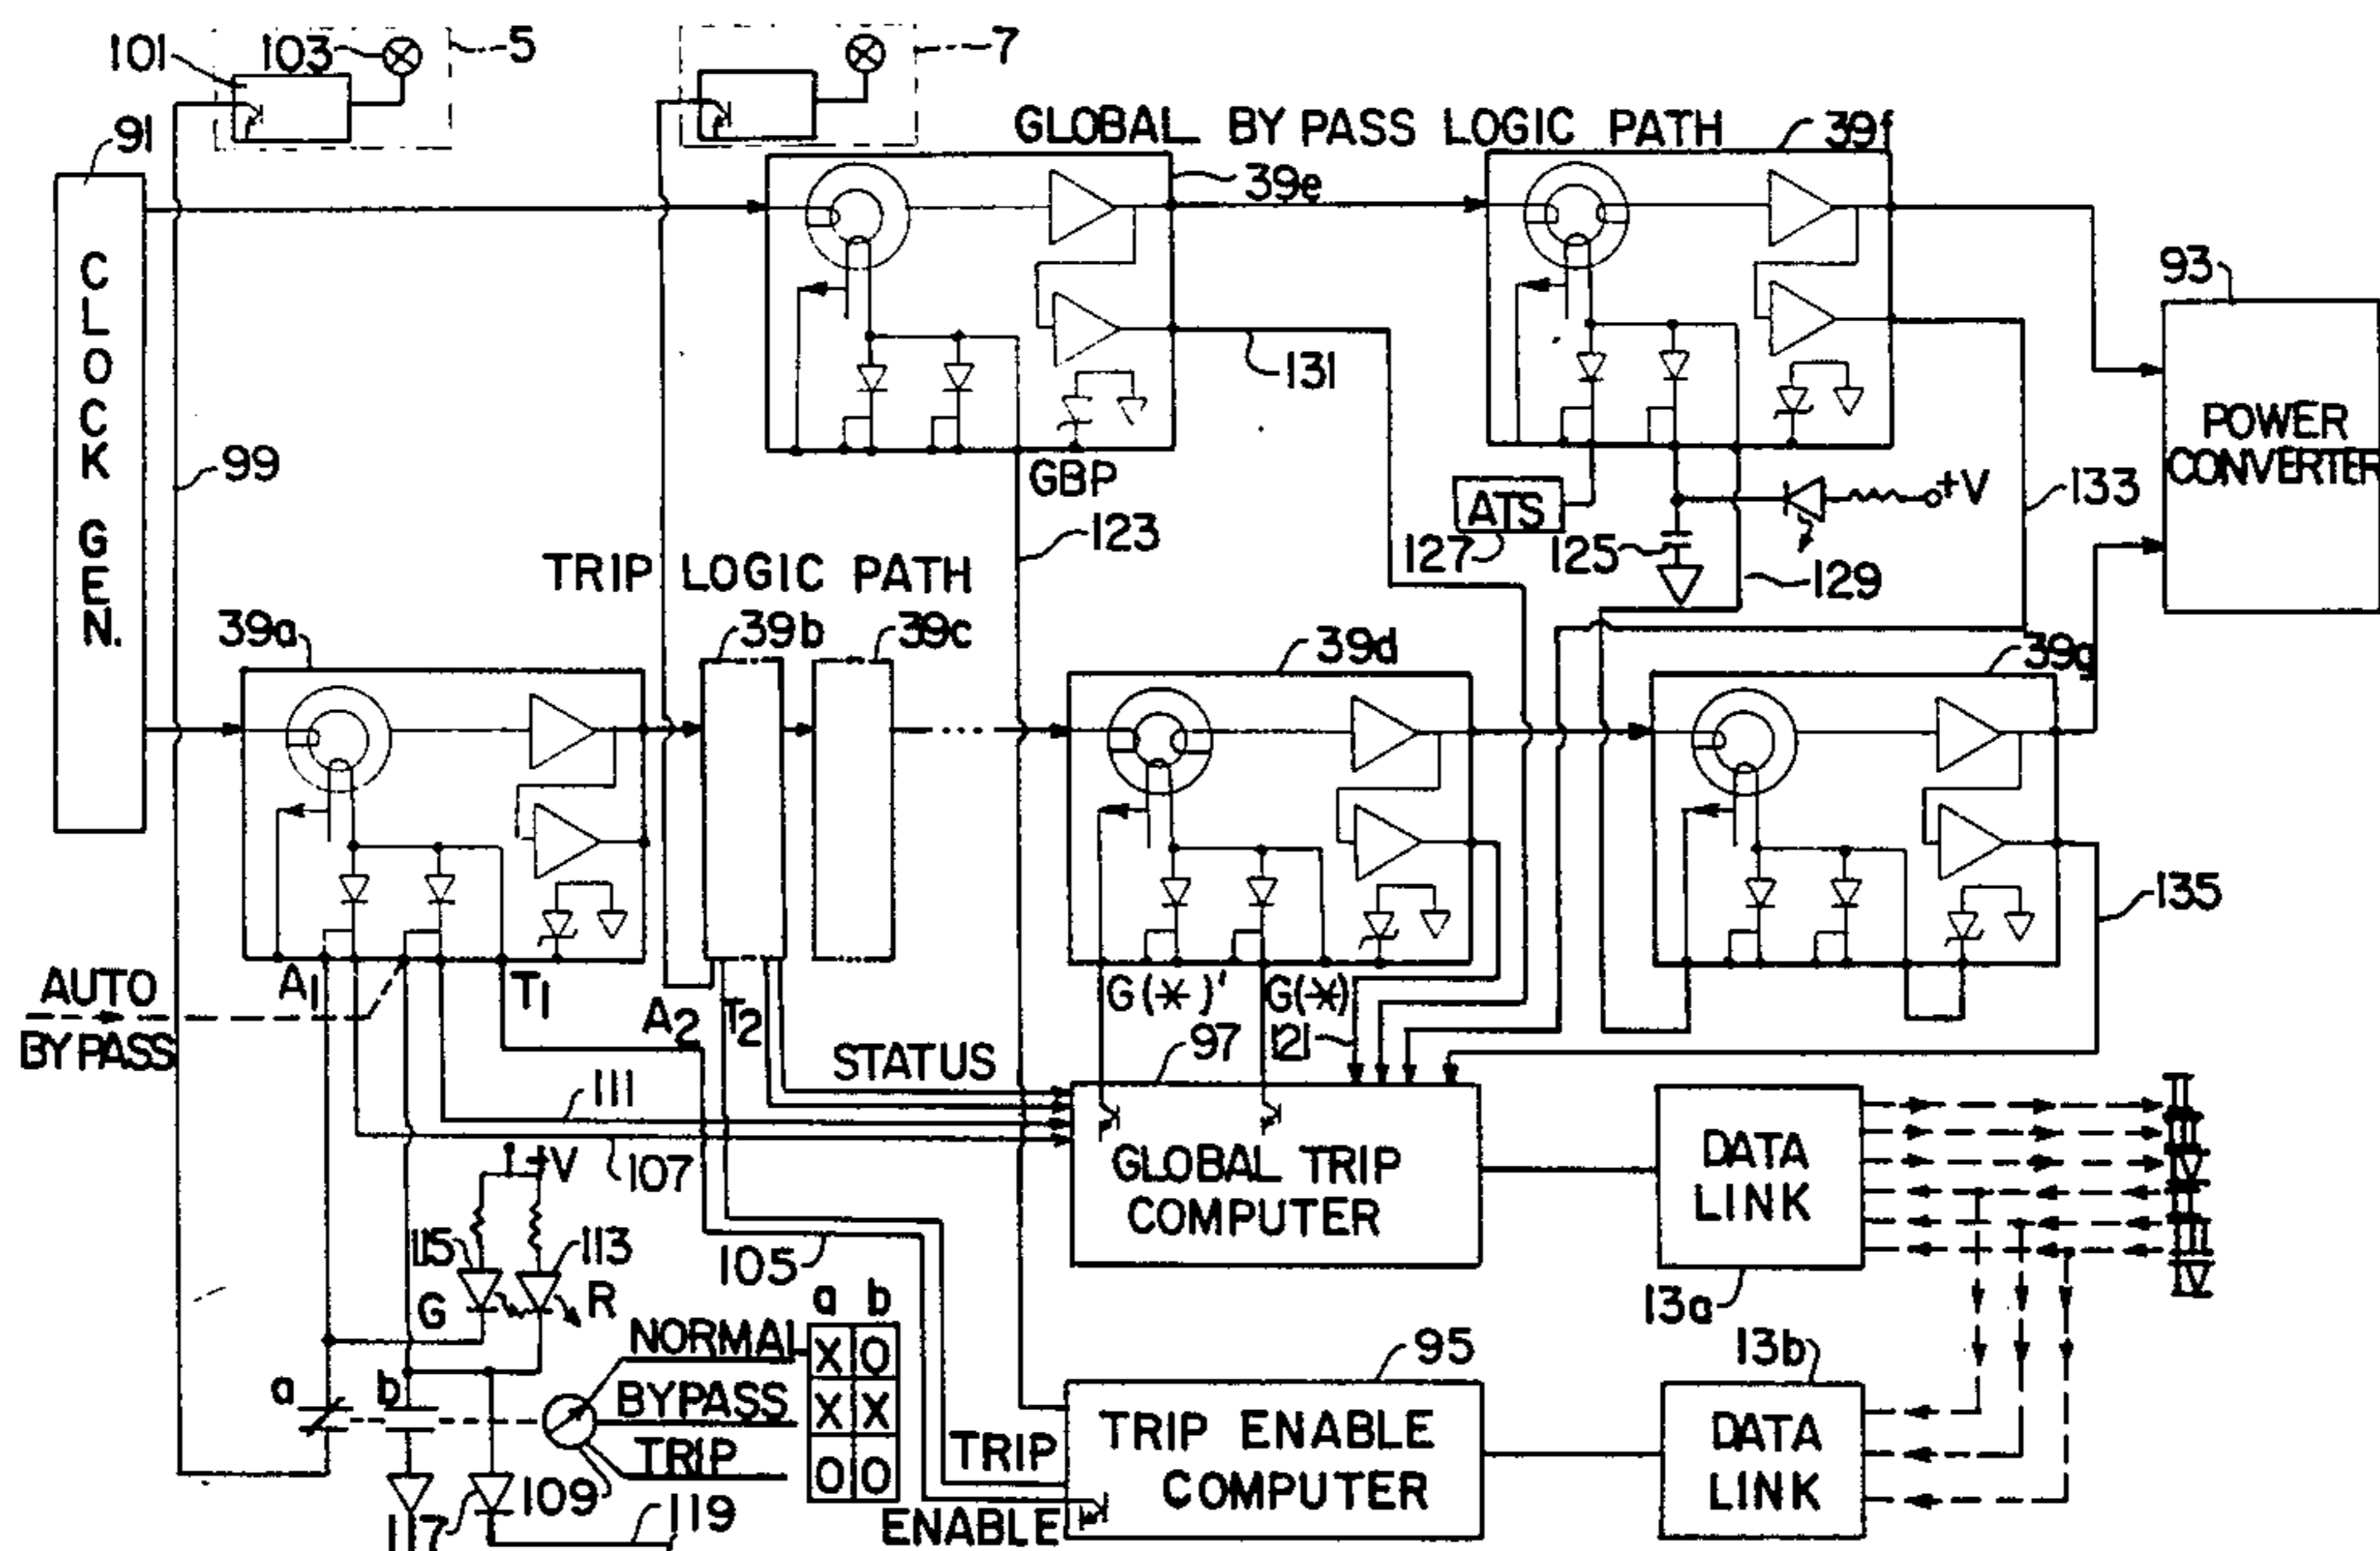 101
103
5
7
91
GLOBAL BY PASS LOGIC PATH
39f
39e
CLOCK GEN.
93
POWER
CONVERTER
131
99
GBP
ATS
+V
133
123
127
125
129
TRIP LOGIC PATH
39a
39b
39c
39d
39g
135
AUTO
BYPASS
A1
T1
A2
T2
G(*)'
G(*)
97
121
STATUS
111
107
+V
GLOBAL TRIP
COMPUTER
DATA
LINK
115
113
G
R
105
13a
a b
NORMAL
X O
BYPASS
X X
TRIP
O O
a
b
109
117
119
95
13b
TRIP
ENABLE
TRIP ENABLE
COMPUTER
DATA
LINK